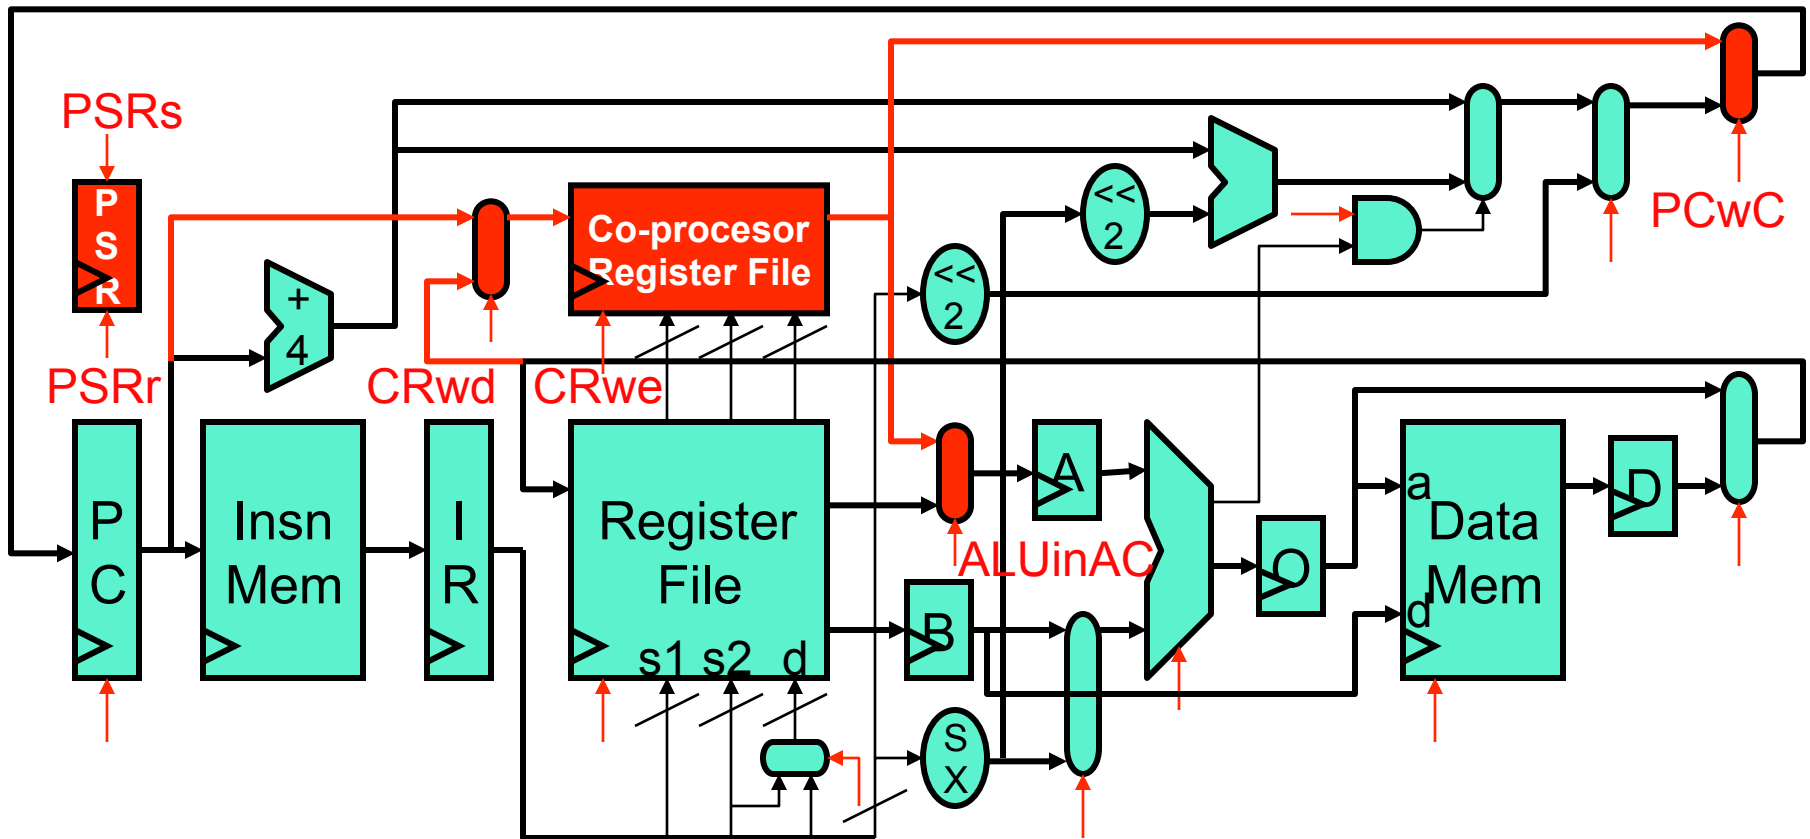 PSRs
P
S
R
PSRr
+
4
CRwd
Co-procesor
Register File
CRwe
<<
2
<<
2
PCwC
P
C
Insn
Mem
I
R
Register
File
s1 s2 d
ALUinAC
A
B
S
X
O
a
Data
Mem
d
D